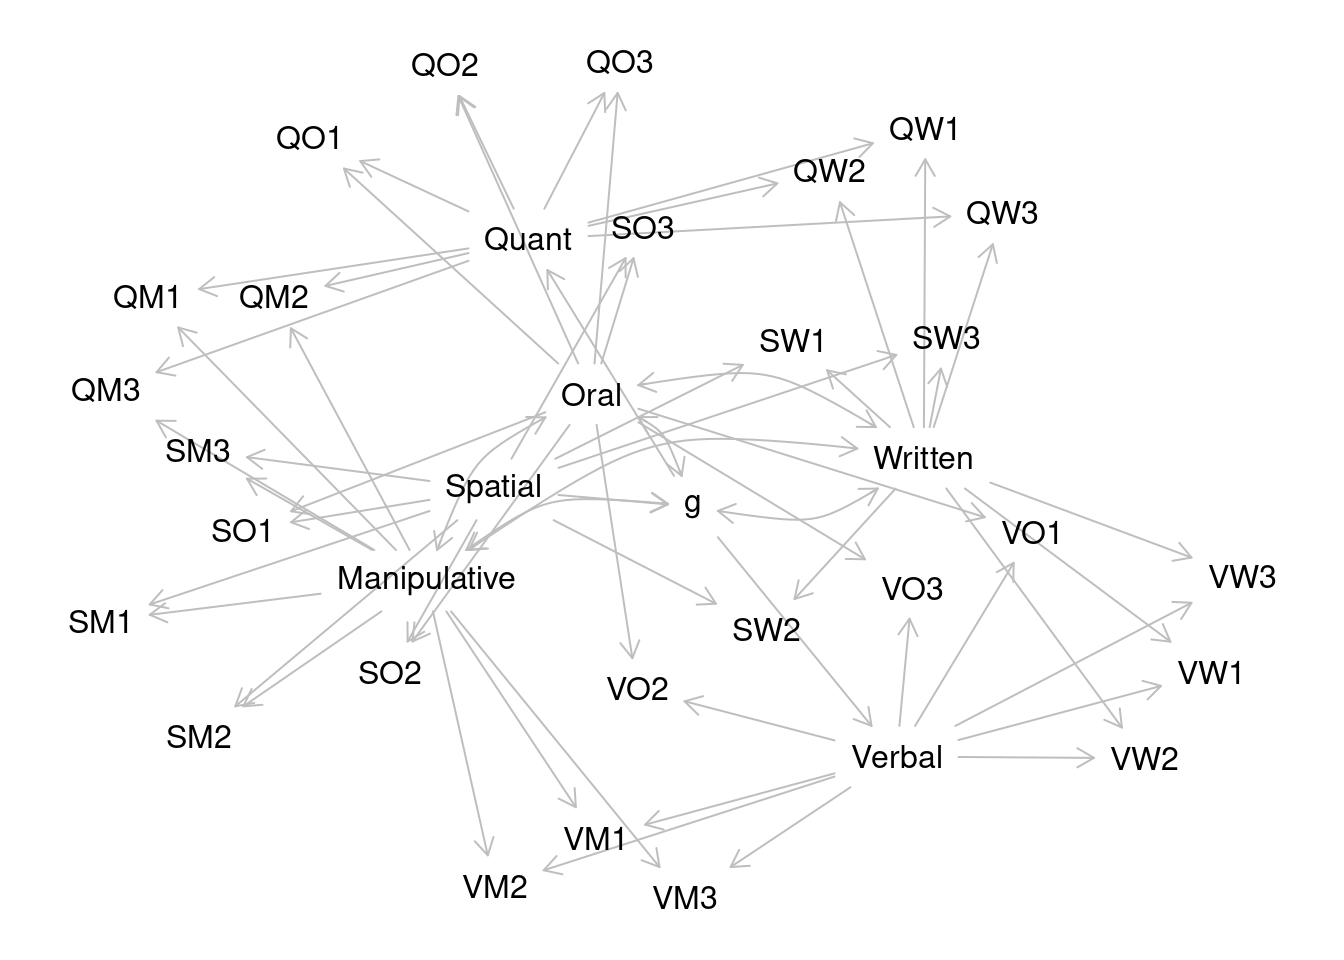 QO2
QO3
QO1
QW1
QW2
QW3
Quant
SO3
QM1
QM2
SW1
SW3
QM3
Oral
SM3
Written
Spatial
g
SO1
VO1
Manipulative
VO3
VW3
SM1
SW2
SO2
VO2
VW1
SM2
Verbal
VW2
VM1
VM2
VM3